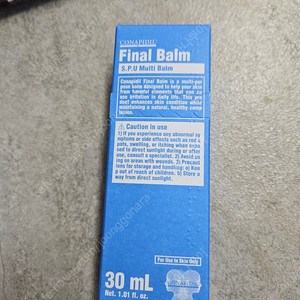 CONAPIDIL
Final Balm
S.P.U Multi Balm
Conapidil Final Balm is a multi-pur
pose balm designed to help your skin
from harmful elements that can ca
use irritation in daily life. This pro
duct enhances skin condition while
maintaining a natural, healthy comp
lexion.
Caution in use
1) If you experience any abnormal sy
mptoms or side effects such as red s
pots, swelling, or itching when expo
sed to direct sunlight during or after
use, consult a specialist. 2) Avoid us
ing on areas with wounds. 3) Precaut
ions for storage and handling: a) Kee
p out of reach of children. b) Store a
way from direct sunlight.
For Use to Skin Only
30 mL
Net. 1.01 fl. oz.